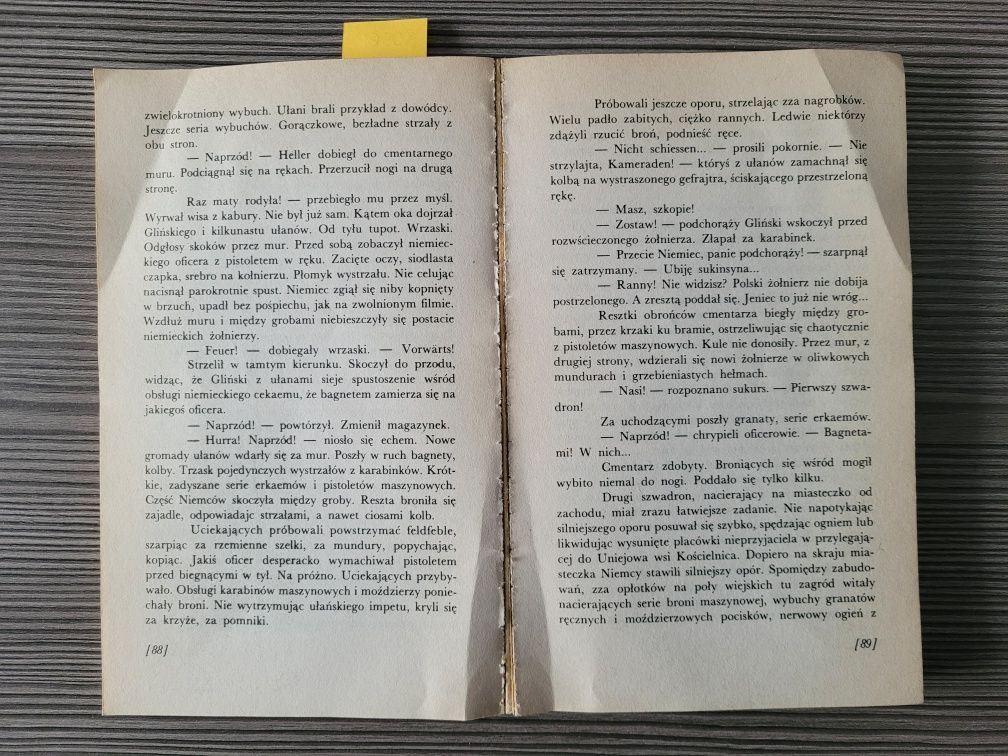 zwielokrotniony wybuch. Ułani brali przykład z dowódcy.
Jeszcze seria wybuchów. Gorączkowe, bezładne strzały z
obu stron.
— Naprzód! — Heller dobiegł do cmentarnego
muru. Podciągnął się na rękach. Przerzucił nogi na drugą
stronę.
Raz maty rodyła! — przebiegło mu przez myśl.
Wyrwał wisa z kabury. Nie był już sam. Kątem oka dojrzał
Glińskiego i kilkunastu ułanów. Od tyłu tupot. Wrzaski.
Odgłosy skoków przez mur. Przed sobą zobaczył niemiec-
kiego oficera z pistoletem w ręku. Zacięte oczy, siodlasta
czapka, srebro na kołnierzu. Płomyk wystrzału. Nie celując
nacisnął parokrotnie spust. Niemiec zgiął się niby kopnięty
w brzuch, upadł bez pośpiechu, jak na zwolnionym filmie.
Wzdłuż muru i między grobami niebieszczyły się postacie
niemieckich żołnierzy.
— Feuer! — dobiegały wrzaski. — Vorwärts!
Strzelił w tamtym kierunku. Skoczył do przodu,
widząc, że Gliński z ułanami sieje spustoszenie wśród
obsługi niemieckiego cekaemu, że bagnetem zamierza się na
jakiegoś oficera.
— Naprzód! — powtórzył. Zmienił magazynek.
— Hurra! Naprzód! — niosło się echem. Nowe
gromady ułanów wdarły się za mur. Poszły w ruch bagnety,
kolby. Trzask pojedynczych wystrzałów z karabinków. Krót-
kie, zadyszane serie erkaemów i pistoletów maszynowych.
Część Niemców skoczyła między groby. Reszta broniła się
zajadle, odpowiadajc strzałami, a nawet ciosami kolb.
Uciekających próbowali powstrzymać feldfeble,
szarpiąc za rzemienne szelki, za mundury, popychając,
kopiąc. Jakiś oficer desperacko wymachiwał pistoletem
przed biegnącymi w tył. Na próżno. Uciekających przyby-
wało. Obsługi karabinów maszynowych i moździerzy ponie-
chały broni. Nie wytrzymując ułańskiego impetu, kryli się
za krzyże, za pomniki.
[88]
Próbowali jeszcze oporu, strzelając zza nagrobków.
Wielu padło zabitych, ciężko rannych. Ledwie niektórzy
zdążyli rzucić broń, podnieść ręce.
— Nicht schiessen... — prosili pokornie. — Nie
strzylajta, Kameraden! — któryś z ułanów zamachnął się
kolbą na wystraszonego gefrajtra, ściskającego przestrzeloną
rękę.
— Masz, szkopie!
— Zostaw! — podchorąży Gliński wskoczył przed
rozwścieczonego żołnierza. Złapał za karabinek.
— Przecie Niemiec, panie podchorąży! — szarpnął
się zatrzymany. — Ubiję sukinsyna...
— Ranny! Nie widzisz? Polski żołnierz nie dobija
postrzelonego. A zresztą poddał się. Jeniec to już nie wróg...
Resztki obrońców cmentarza biegły między gro-
bami, przez krzaki ku bramie, ostrzeliwując się chaotycznie
z pistoletów maszynowych. Kule nie donosiły. Przez mur, z
drugiej strony, wdzierali się nowi żołnierze w oliwkowych
mundurach i grzebieniastych hełmach.
— Nasi! — rozpoznano sukurs. — Pierwszy szwa-
dron!
Za uchodzącymi poszły granaty, serie erkaemów.
— Naprzód! — chrypieli oficerowie. — Bagneta-
mi! W nich...
Cmentarz zdobyty. Broniących się wśród mogił
wybito niemal do nogi. Poddało się tylko kilku.
Drugi szwadron, nacierający na miasteczko od
zachodu, miał zrazu łatwiejsze zadanie. Nie napotykając
silniejszego oporu posuwał się szybko, spędzając ogniem lub
likwidując wysunięte placówki nieprzyjaciela w przylegają-
cej do Uniejowa wsi Kościelnica. Dopiero na skraju mia-
steczka Niemcy stawili silniejszy opór. Spomiędzy zabudo-
wań, zza opłotków na poły wiejskich tu zagród witały
nacierających serie broni maszynowej, wybuchy granatów
ręcznych i moździerzowych pocisków, nerwowy ogień z
[89]